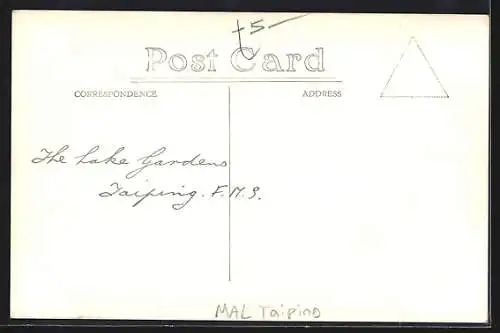 +5-
Post Card
CORRESPONDENCE ADDRESS
The Lake Gardens
Taiping. F.M.S.
MAL Taiping